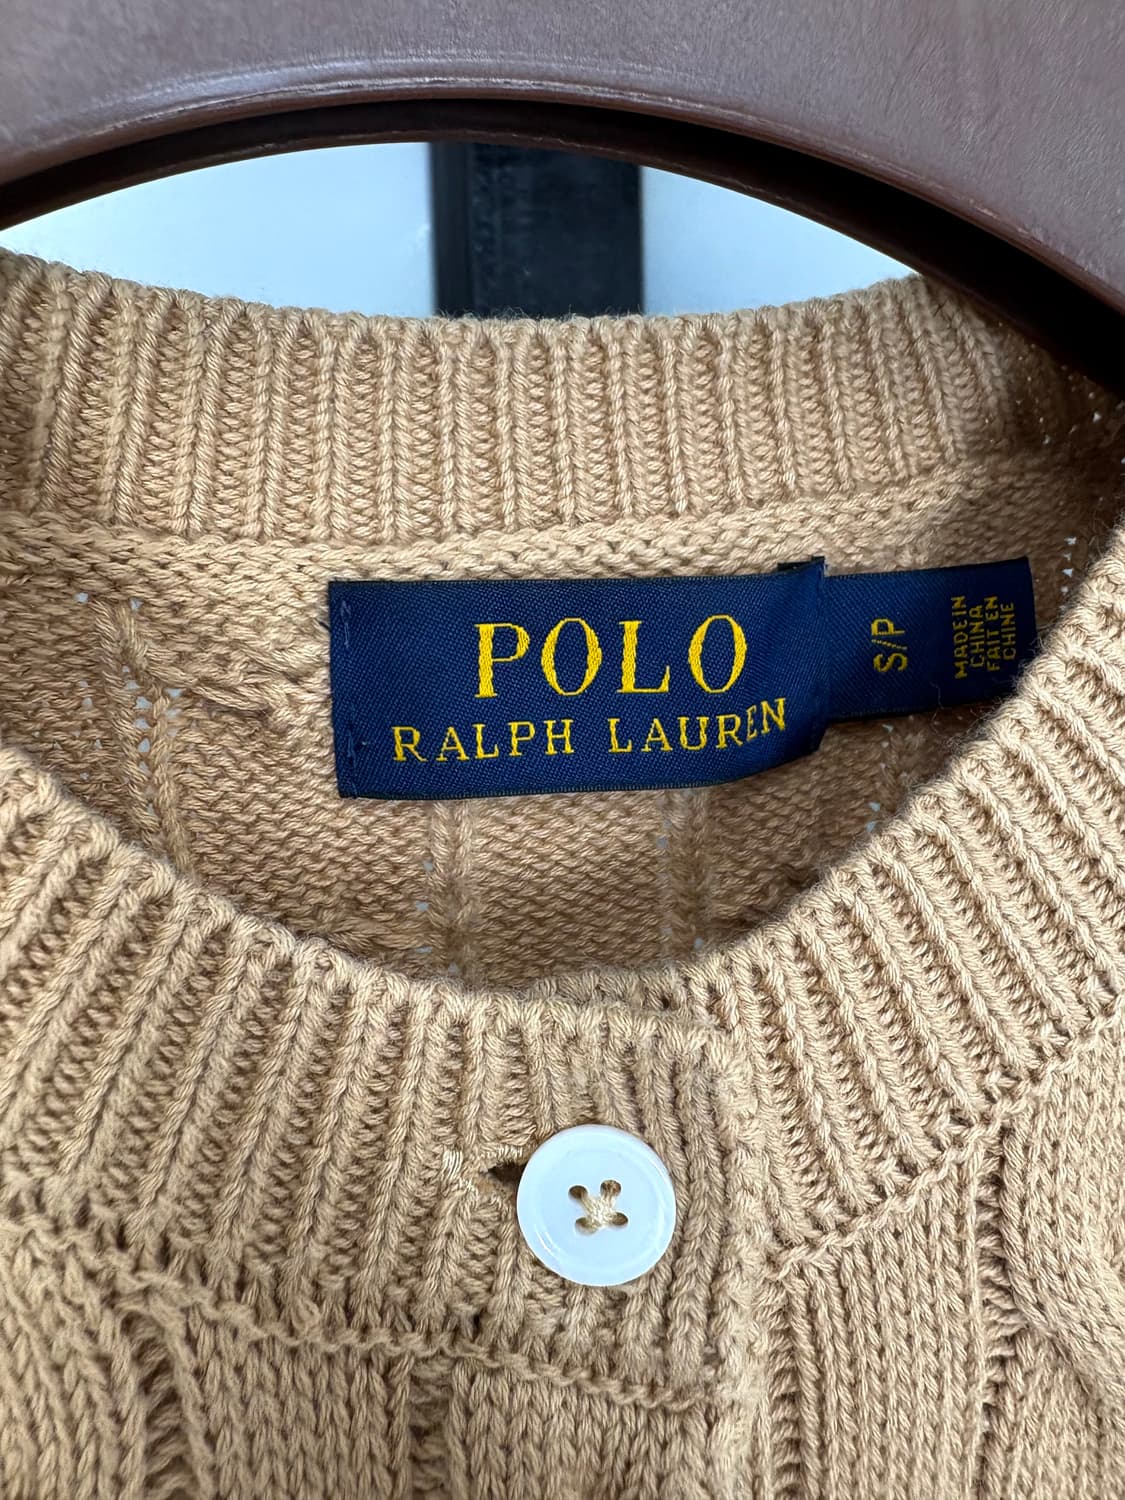 POLO
RALPH LAUREN
S/P
MADE IN
CHINA
FAIT EN
CHINE